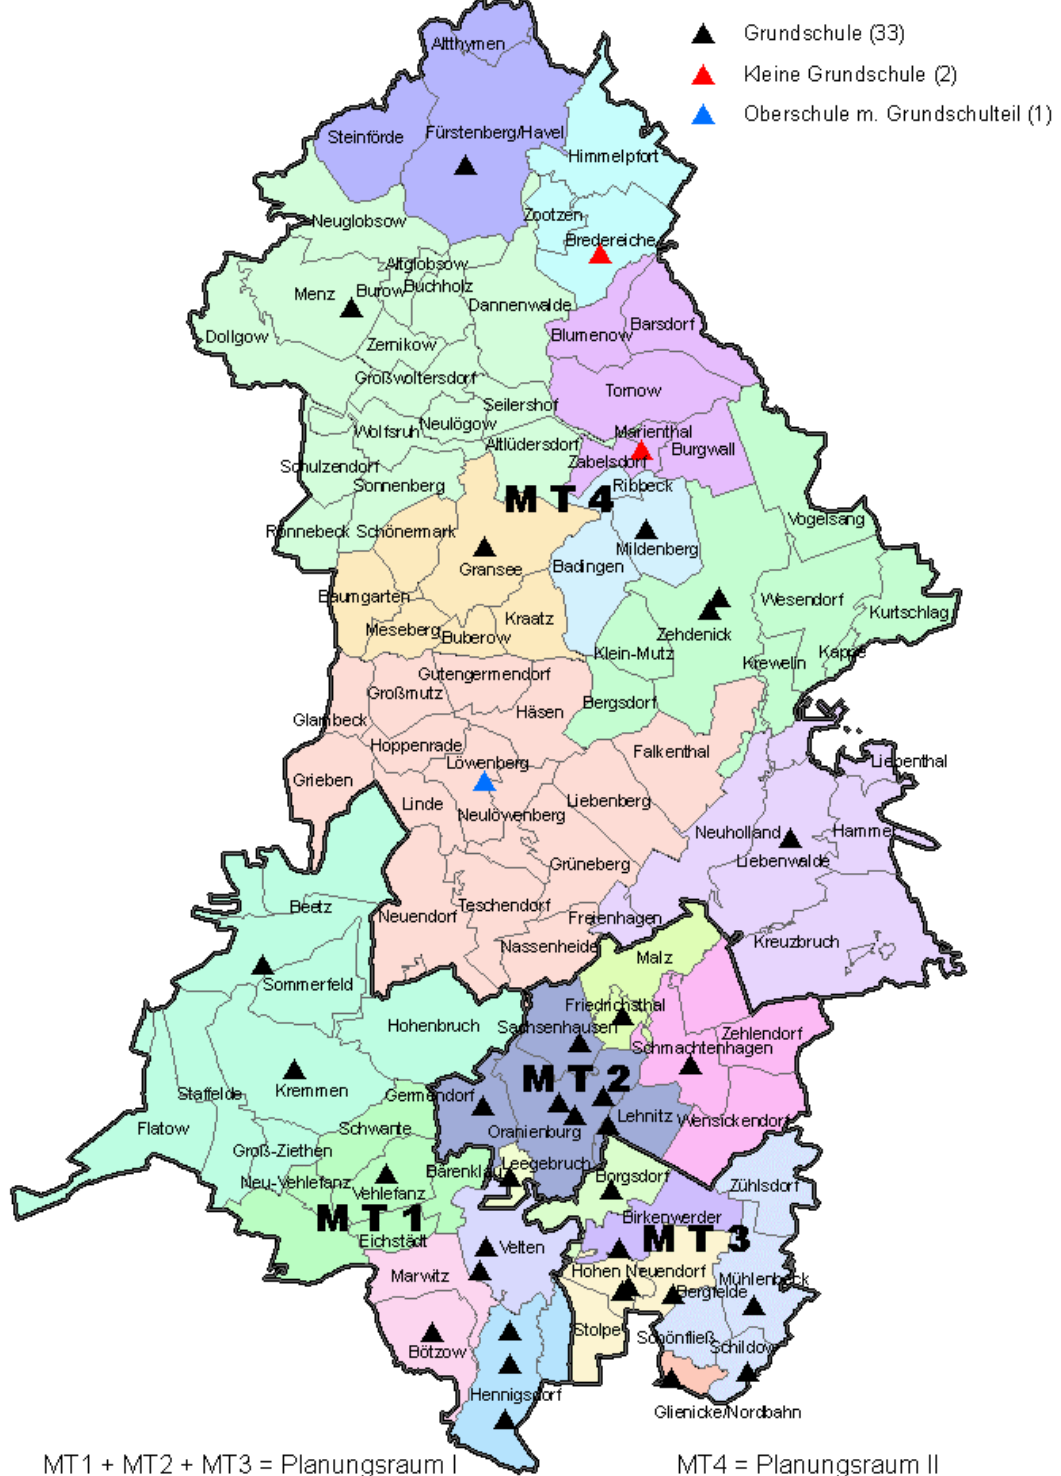 Grundschule (33)
Kleine Grundschule (2)
Oberschule m. Grundschulteil (1)
Altthymen
Steinförde
Fürstenberg/Havel
Himmelpfort
Zootzen
Neuglobsow
Bredereiche
Altglobsow
Menz
Burow
Buchholz
Dannenwalde
Dollgow
Zernikow
Blumenow
Barsdorf
Großwoltersdorf
Tornow
Seilershof
Wolfsruh
Neulögow
Marienthal
Altlüdersdorf
Burgwall
Schulzendorf
Zabelsdorf
Sonnenberg
Ribbeck
MT4
Rönnebeck
Schönermark
Vogelsang
Mildenberg
Gransee
Badingen
Baumgarten
Wesendorf
Kurtschlag
Meseberg
Buberow
Kraatz
Zehdenick
Klein-Mutz
Krewelin
Kappe
Gutengermendorf
Großmutz
Häsen
Bergsdorf
Glambeck
Hoppenrade
Falkenthal
Löwenberg
Liebenthal
Grieben
Linde
Neulöwenberg
Liebenberg
Neuholland
Hammer
Liebenwalde
Grüneberg
Beetz
Neuendorf
Teschendorf
Freienhagen
Nassenheide
Kreuzbruch
Malz
Sommerfeld
Friedrichsthal
Hohenbruch
Sachsenhausen
Zehlendorf
Schmachtenhagen
MT2
Kremmen
Staffelde
Germendorf
Lehnitz
Wensickendorf
Flatow
Schwante
Oranienburg
Groß-Ziethen
Bärenklau
Leegebruch
Neu-Vehlefanz
Vehlefanz
Borgsdorf
Zühlsdorf
MT1
Birkenwerder
MT3
Eichstädt
Velten
Marwitz
Hohen Neuendorf
Mühlenbeck
Bergfelde
Stolpe
Schönfließ
Schildow
Bötzow
Hennigsdorf
Glienicke/Nordbahn
MT1 + MT2 + MT3 = Planungsraum I
MT4 = Planungsraum II